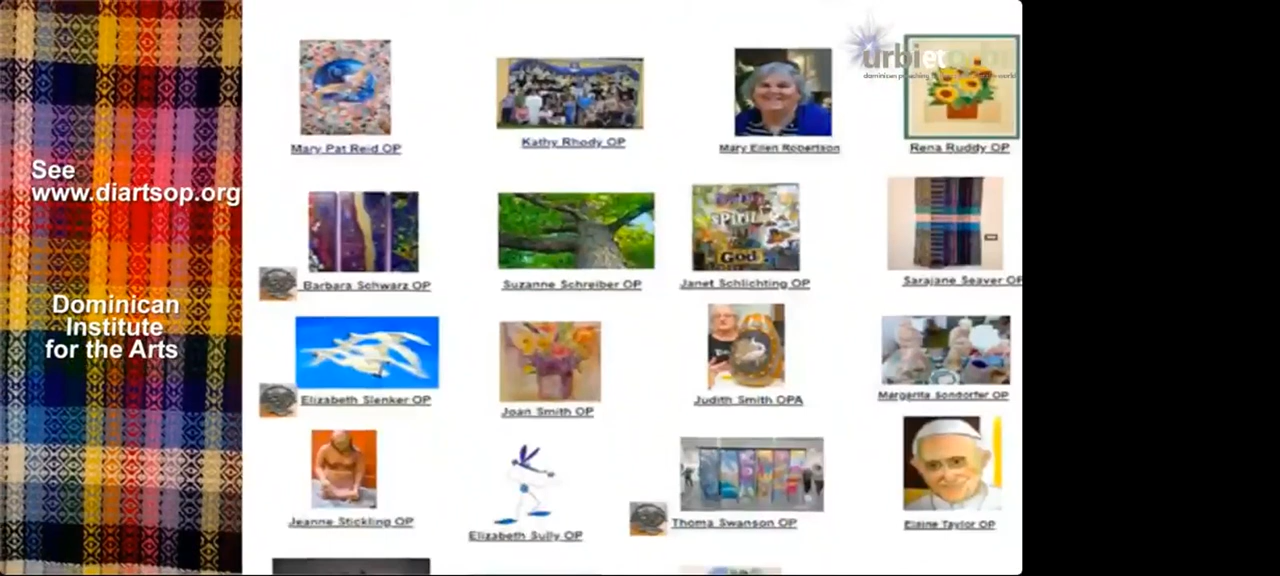 urbi et orbi
See
www.diartsop.org
Dominican
Institute
for the Arts
Mary Pat Reid OP
Kathy Rhody OP
Mary Ellen Robertson
Rena Ruddy OP
sPirit
God
Barbara Schwarz OP
Suzanne Schreiber OP
Janet Schlichting OP
Sarajane Seaver OP
Elizabeth Slenker OP
Joan Smith OP
Judith Smith OPA
Margarita Sondorfer OP
Jeanne Stickling OP
Elizabeth Sully OP
Thoma Swanson OP
Elaine Taylor OP